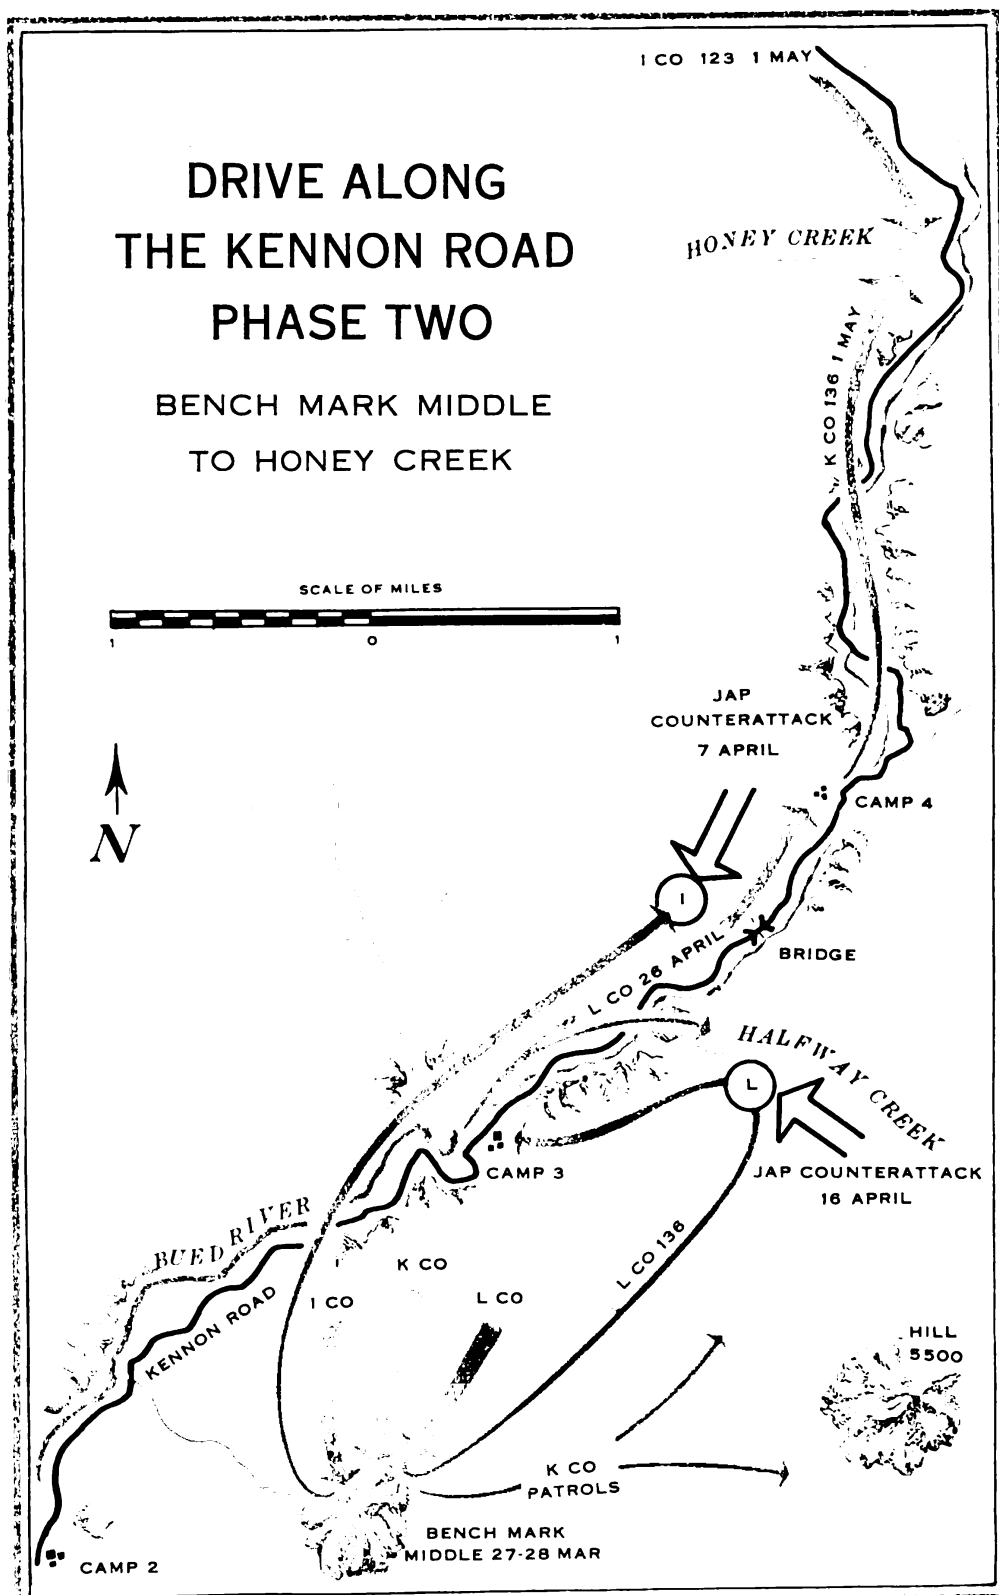 I CO 123 1 MAY
DRIVE ALONG
THE KENNON ROAD
PHASE TWO
HONEY CREEK
BENCH MARK MIDDLE
TO HONEY CREEK
K CO 136 1 MAY
SCALE OF MILES
1 0 1
JAP
COUNTERATTACK
7 APRIL
N
CAMP 4
I
L CO 26 APRIL
BRIDGE
HALFWAY CREEK
L
CAMP 3
JAP COUNTERATTACK
16 APRIL
BUED RIVER
K CO
L CO 136
I CO
L CO
KENNON ROAD
HILL
5500
K CO
PATROLS
BENCH MARK
MIDDLE 27-28 MAR
CAMP 2